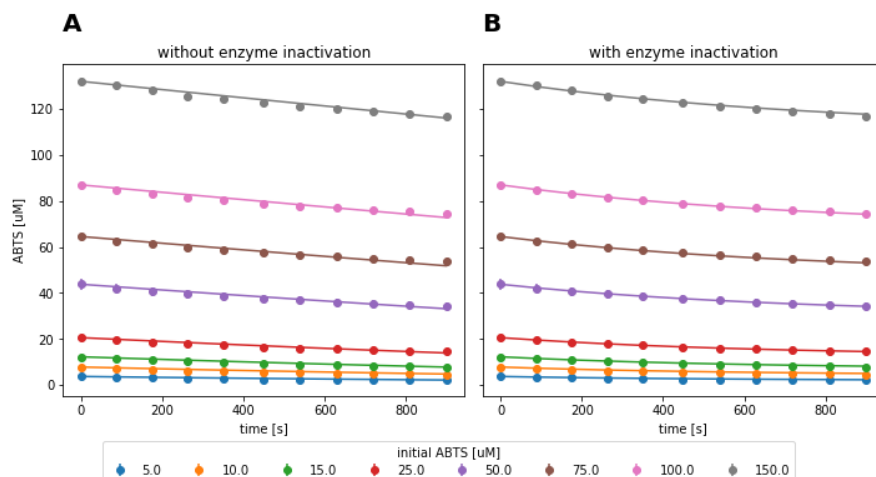 A
B
without enzyme inactivation
with enzyme inactivation
ABTS [uM]
120
100
80
60
40
20
0
0 200 400 600 800
0 200 400 600 800
time [s]
time [s]
initial ABTS [uM]
5.0 10.0 15.0 25.0 50.0 75.0 100.0 150.0